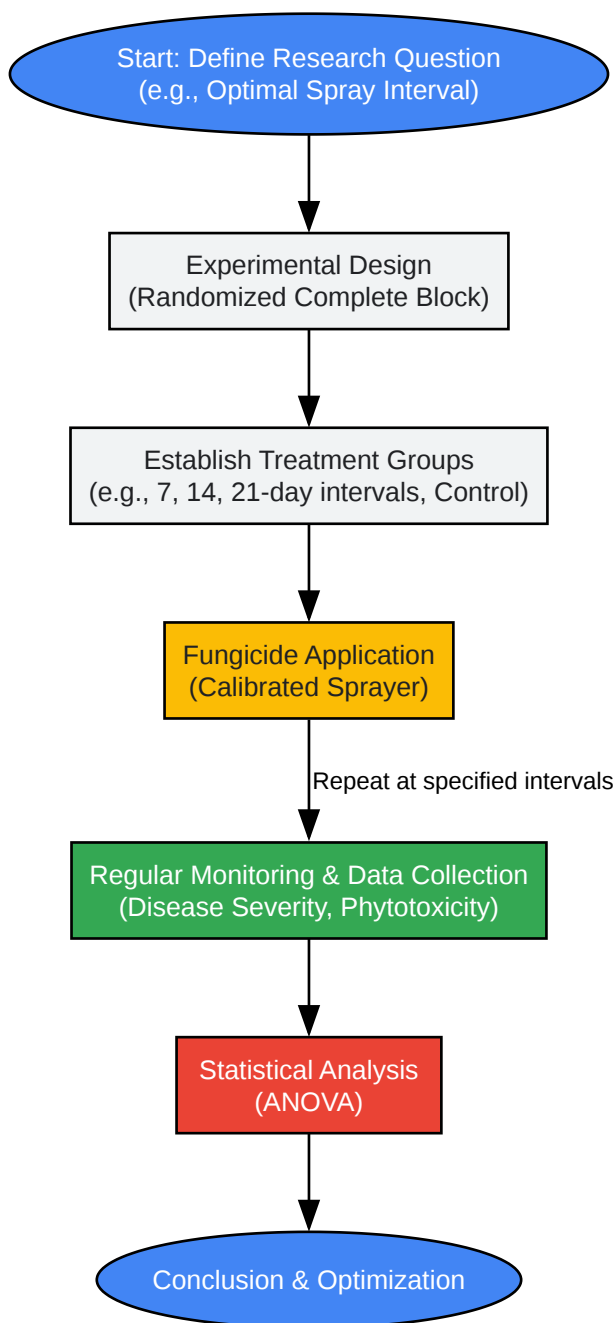 Start: Define Research Question
(e.g., Optimal Spray Interval)
Experimental Design
(Randomized Complete Block)
Establish Treatment Groups
(e.g., 7, 14, 21-day intervals, Control)
Fungicide Application
(Calibrated Sprayer)
Repeat at specified intervals
Regular Monitoring & Data Collection
(Disease Severity, Phytotoxicity)
Statistical Analysis
(ANOVA)
Conclusion & Optimization